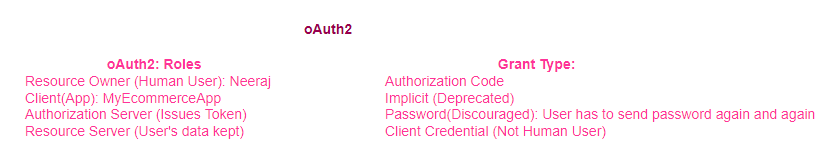 oAuth2
oAuth2: Roles
Resource Owner (Human User): Neeraj
Client(App): MyEcommerceApp
Authorization Server (Issues Token)
Resource Server (User's data kept)
Grant Type:
Authorization Code
Implicit (Deprecated)
Password(Discouraged): User has to send password again and again
Client Credential (Not Human User)